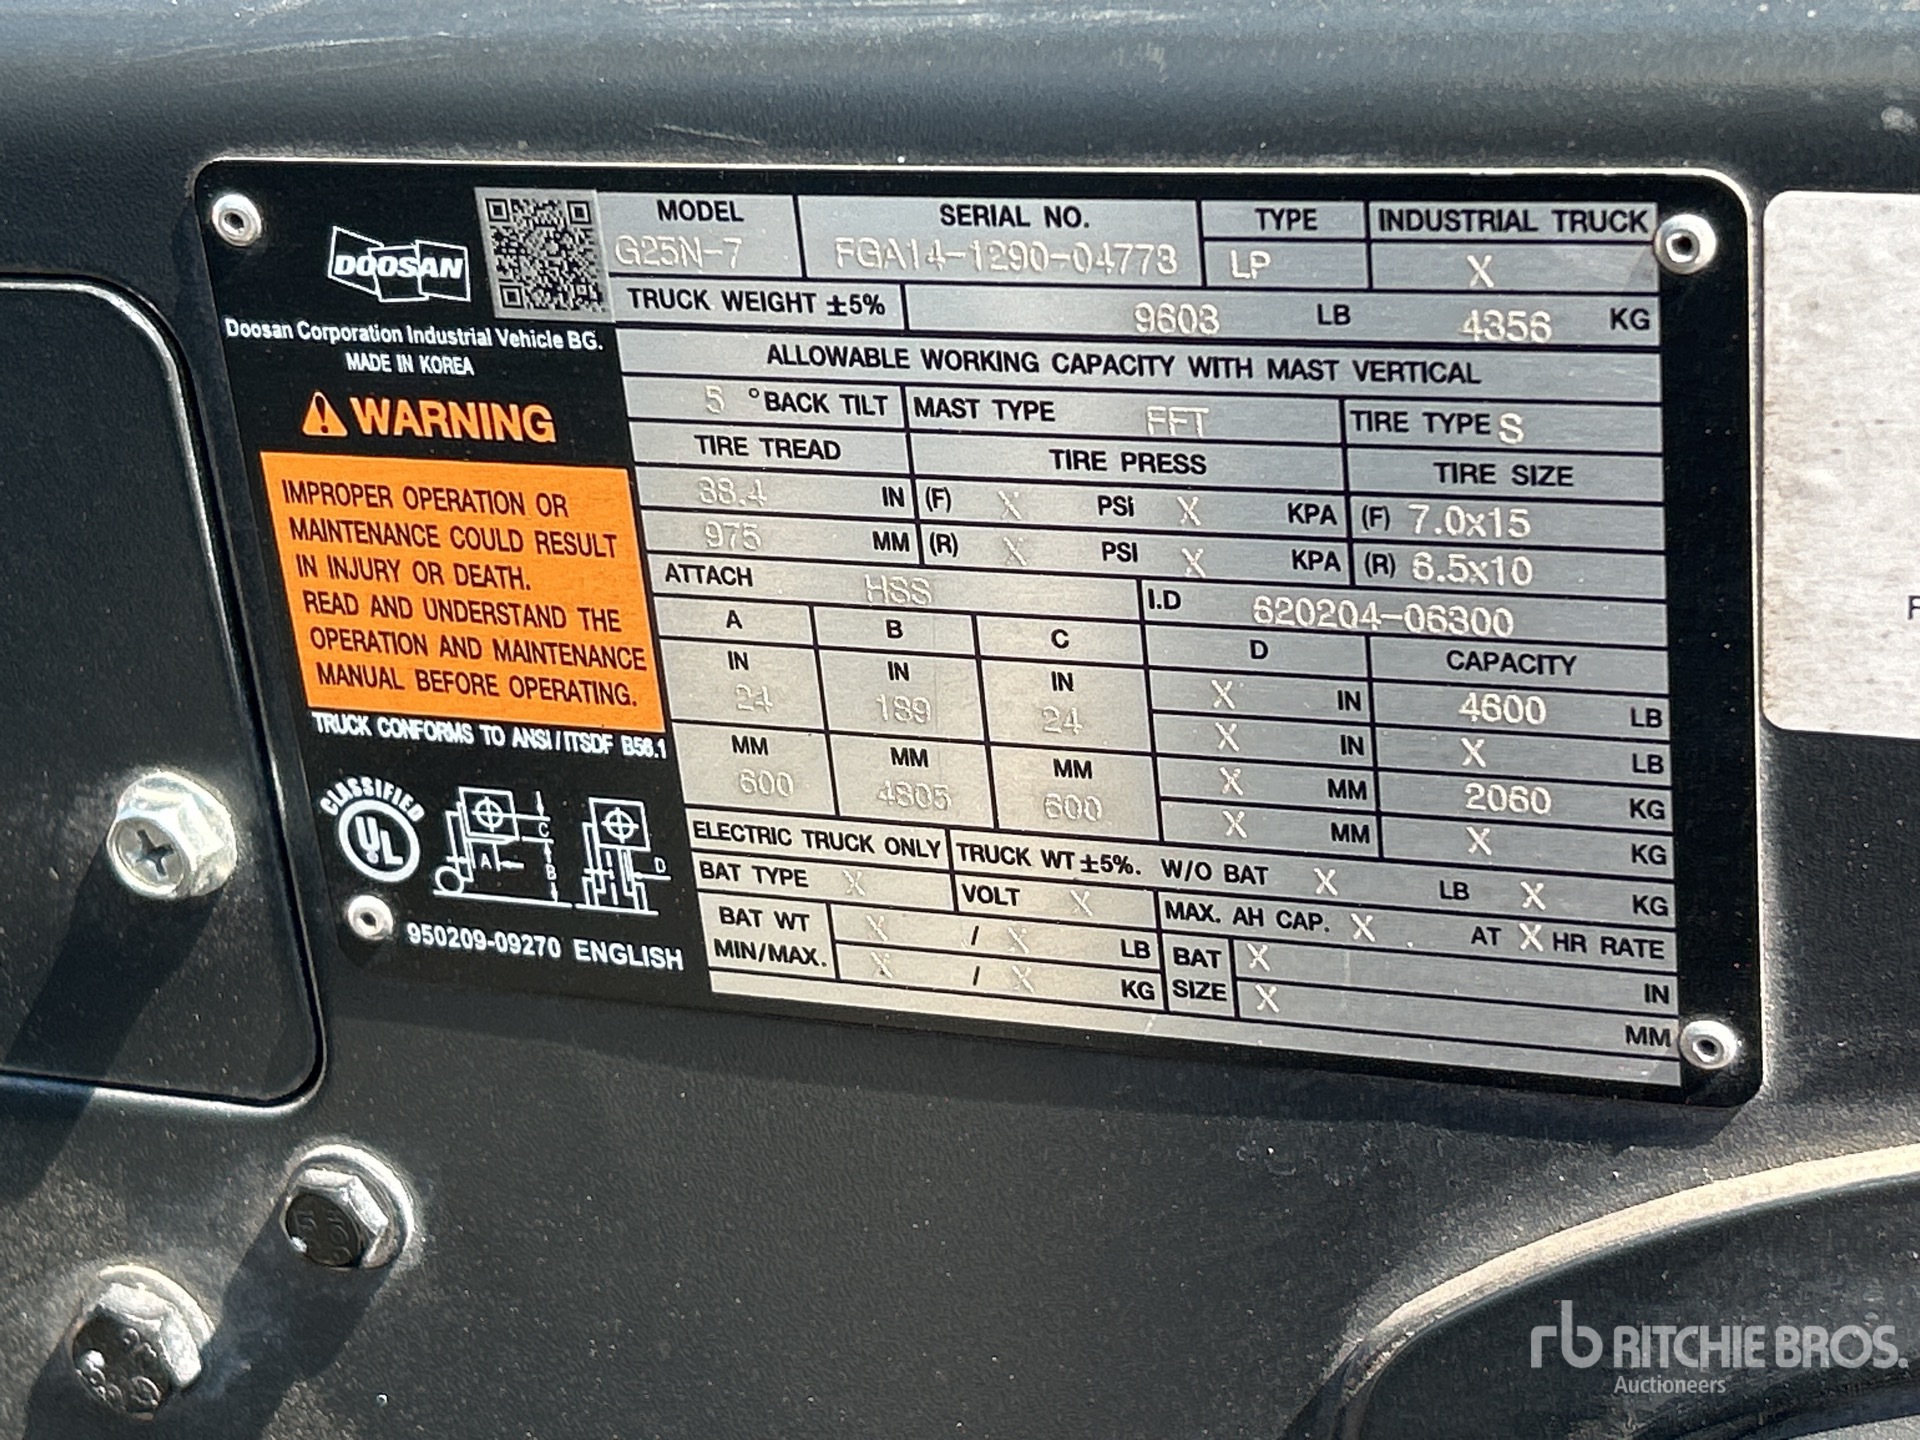 DOOSAN
Doosan Corporation Industrial Vehicle BG.
MADE IN KOREA
WARNING
IMPROPER OPERATION OR
MAINTENANCE COULD RESULT
IN INJURY OR DEATH.
READ AND UNDERSTAND THE
OPERATION AND MAINTENANCE
MANUAL BEFORE OPERATING.
TRUCK CONFORMS TO ANSI/ITSDF B56.1
CLASSIFIED
UL
A C B D
950209-09270 ENGLISH
MODEL SERIAL NO. TYPE INDUSTRIAL TRUCK
G25N-7 FGA14-1290-04773 LP X
TRUCK WEIGHT ±5% 9603 LB 4356 KG
ALLOWABLE WORKING CAPACITY WITH MAST VERTICAL
5 °BACK TILT MAST TYPE FFT TIRE TYPE S
TIRE TREAD TIRE PRESS TIRE SIZE
38.4 IN (F) X PSI X KPA (F) 7.0x15
975 MM (R) X PSI X KPA (R) 6.5x10
ATTACH HSS I.D 620204-06300
A B C D CAPACITY
IN IN IN X IN 4600 LB
24 189 24 X IN X LB
MM MM MM X MM 2060 KG
600 4805 600 X MM X KG
ELECTRIC TRUCK ONLY TRUCK WT ±5%. W/O BAT X LB X KG
BAT TYPE X VOLT X MAX. AH CAP. X . AT X HR RATE
BAT WT MIN/MAX. X / X LB BAT SIZE X IN
X / X KG X MM
RITCHIE BROS.
Auctioneers